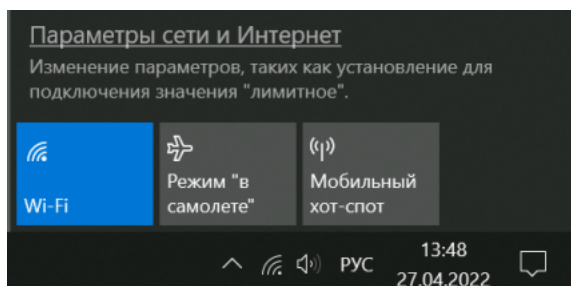 Параметры сети и Интернет
Изменение параметров, таких как установление для
подключения значения "лимитное".
Wi-Fi
Режим "в
самолете"
Мобильный
хот-спот
РУС
13:48
27.04.2022